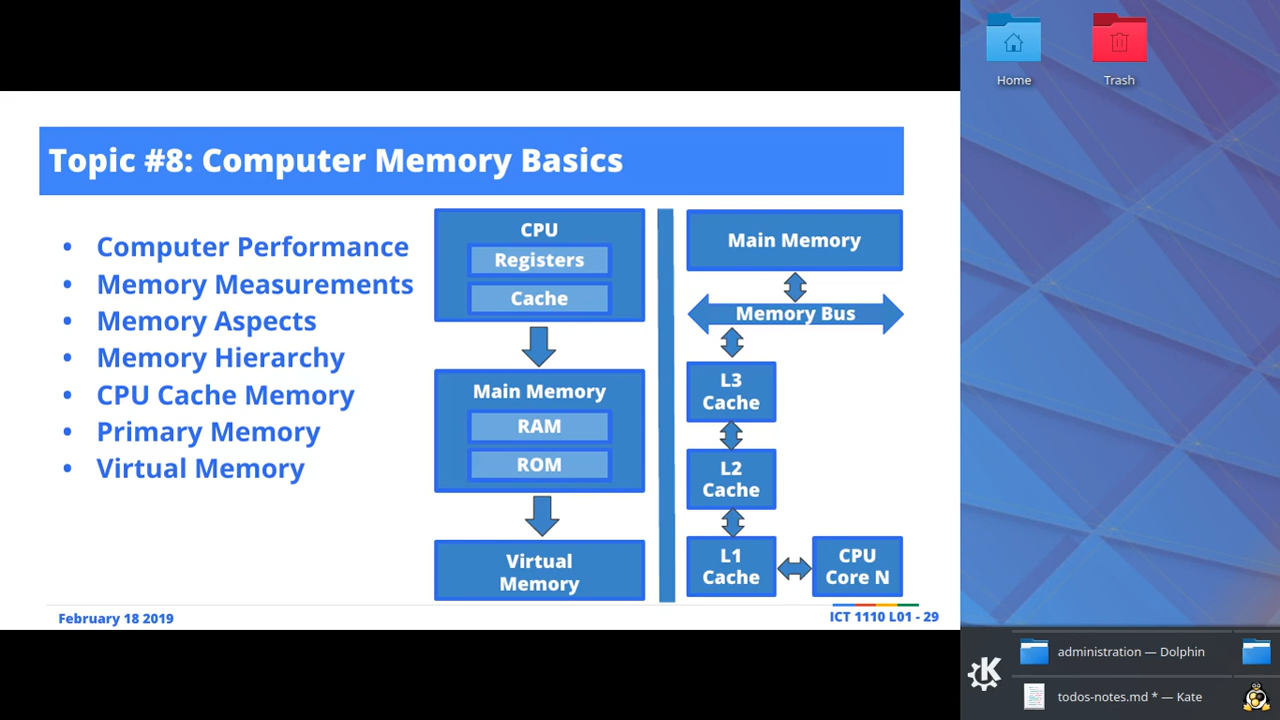 Topic #8: Computer Memory Basics
• Computer Performance
• Memory Measurements
• Memory Aspects
• Memory Hierarchy
• CPU Cache Memory
• Primary Memory
• Virtual Memory
CPU
Registers
Cache
Main Memory
RAM
ROM
Virtual
Memory
Main Memory
Memory Bus
L3
Cache
L2
Cache
L1
Cache
CPU
Core N
February 18 2019
ICT 1110 L01 - 29
Home
Trash
administration — Dolphin
todos-notes.md * — Kate